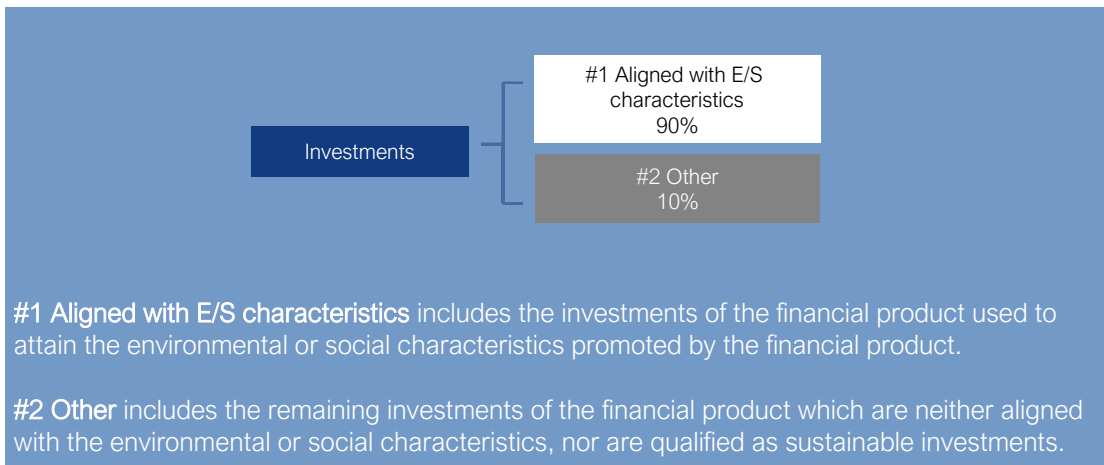 #1 Aligned with E/S
characteristics
90%
Investments
#2 Other
10%
#1 Aligned with E/S characteristics includes the investments of the financial product used to
attain the environmental or social characteristics promoted by the financial product.
#2 Other includes the remaining investments of the financial product which are neither aligned
with the environmental or social characteristics, nor are qualified as sustainable investments.